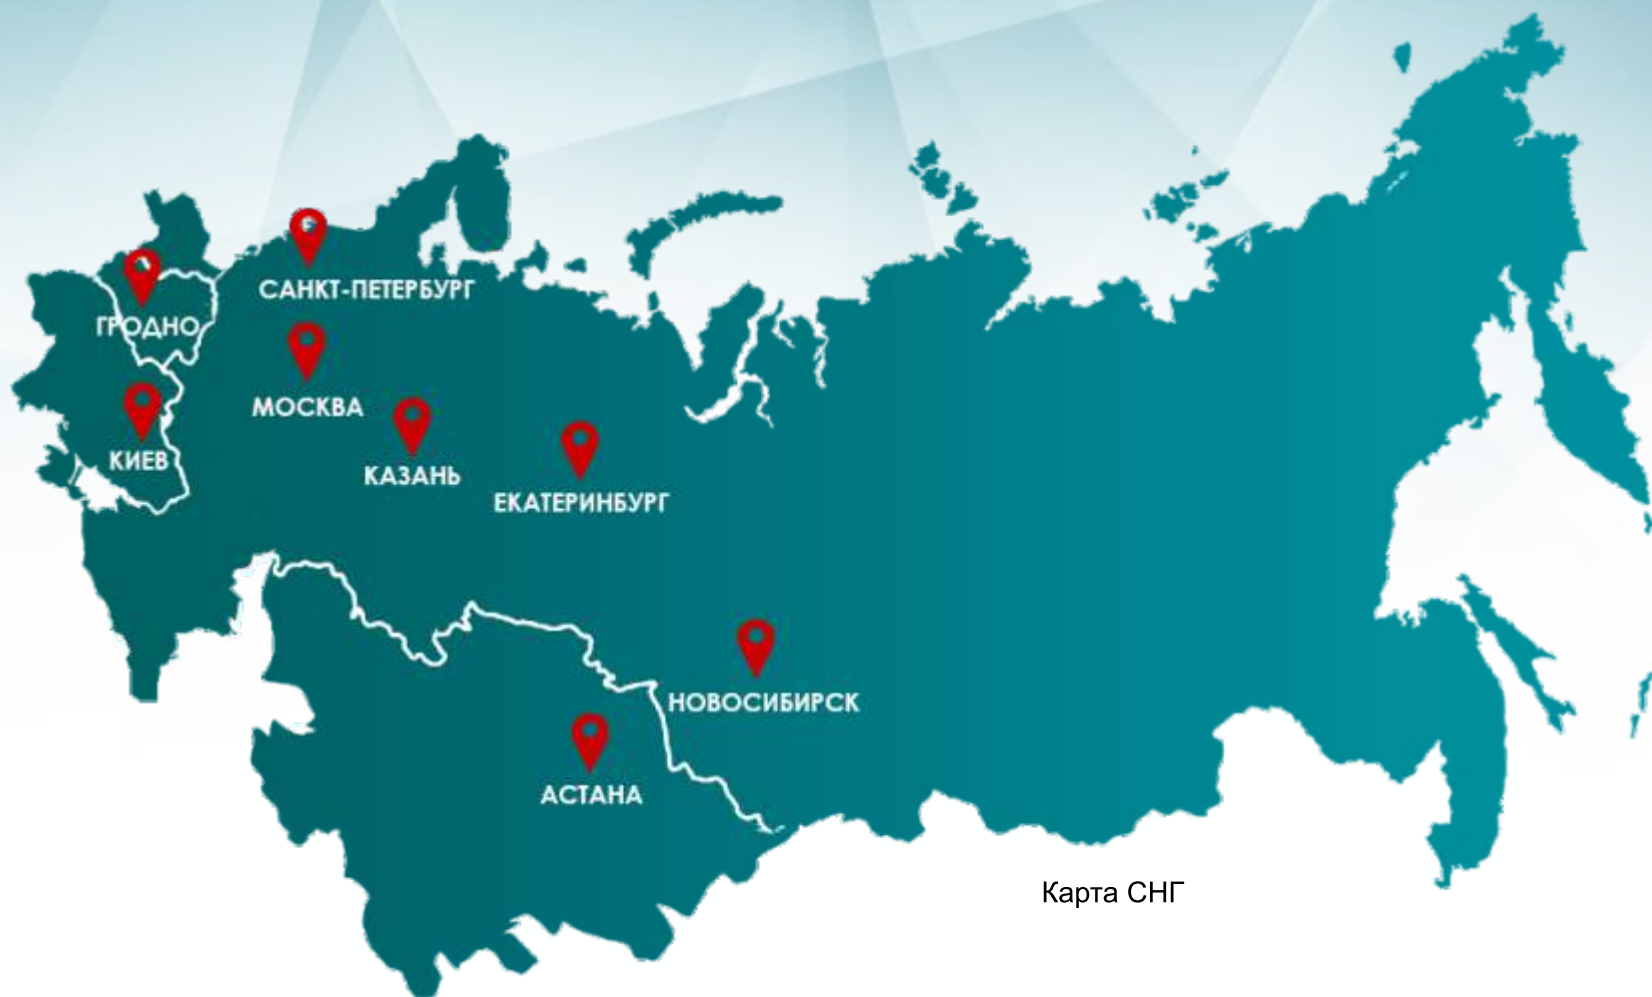 САНКТ-ПЕТЕРБУРГ
ГРОДНО
МОСКВА
КИЕВ
КАЗАНЬ
ЕКАТЕРИНБУРГ
НОВОСИБИРСК
АСТАНА
Карта СНГ